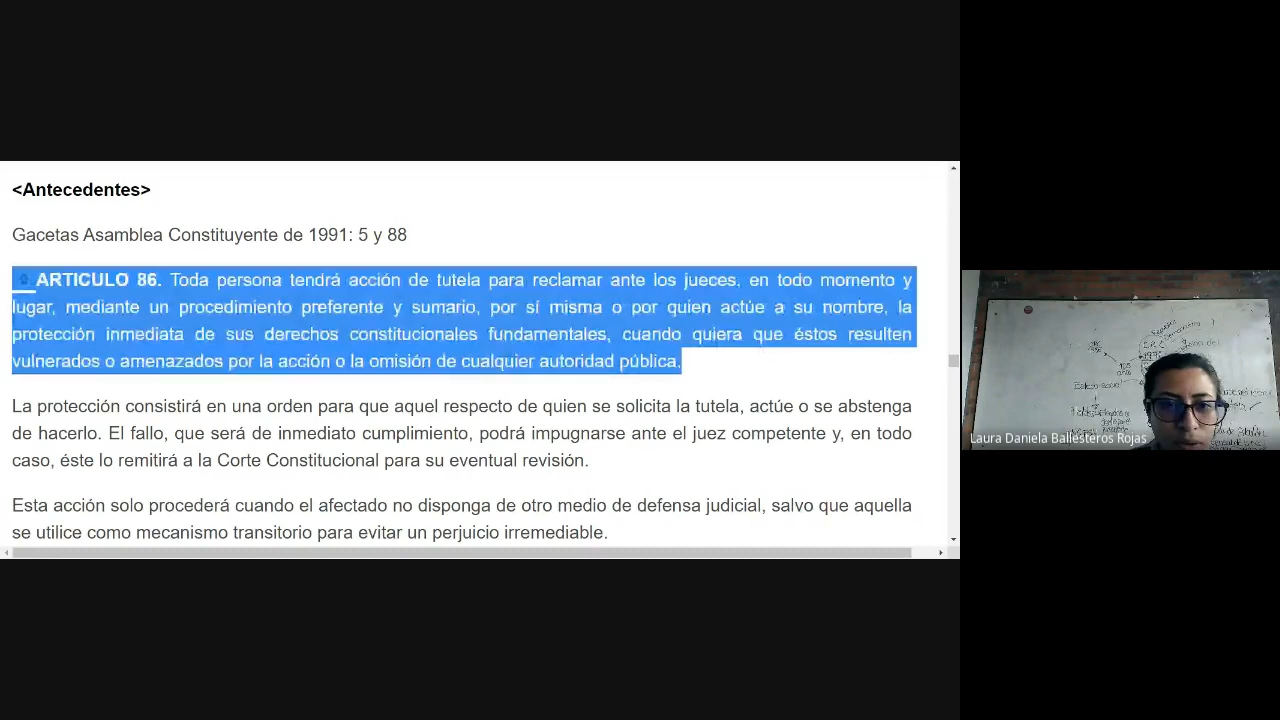 <Antecedentes>
Gacetas Asamblea Constituyente de 1991: 5 y 88
ARTICULO 86. Toda persona tendrá acción de tutela para reclamar ante los jueces, en todo momento y
lugar, mediante un procedimiento preferente y sumario, por sí misma o por quien actúe a su nombre, la
protección inmediata de sus derechos constitucionales fundamentales, cuando quiera que éstos resulten
vulnerados o amenazados por la acción o la omisión de cualquier autoridad pública.
La protección consistirá en una orden para que aquel respecto de quien se solicita la tutela, actúe o se abstenga
de hacerlo. El fallo, que será de inmediato cumplimiento, podrá impugnarse ante el juez competente y, en todo
caso, éste lo remitirá a la Corte Constitucional para su eventual revisión.
Esta acción solo procederá cuando el afectado no disponga de otro medio de defensa judicial, salvo que aquella
se utilice como mecanismo transitorio para evitar un perjuicio irremediable.
Laura Daniela Ballesteros Rojas